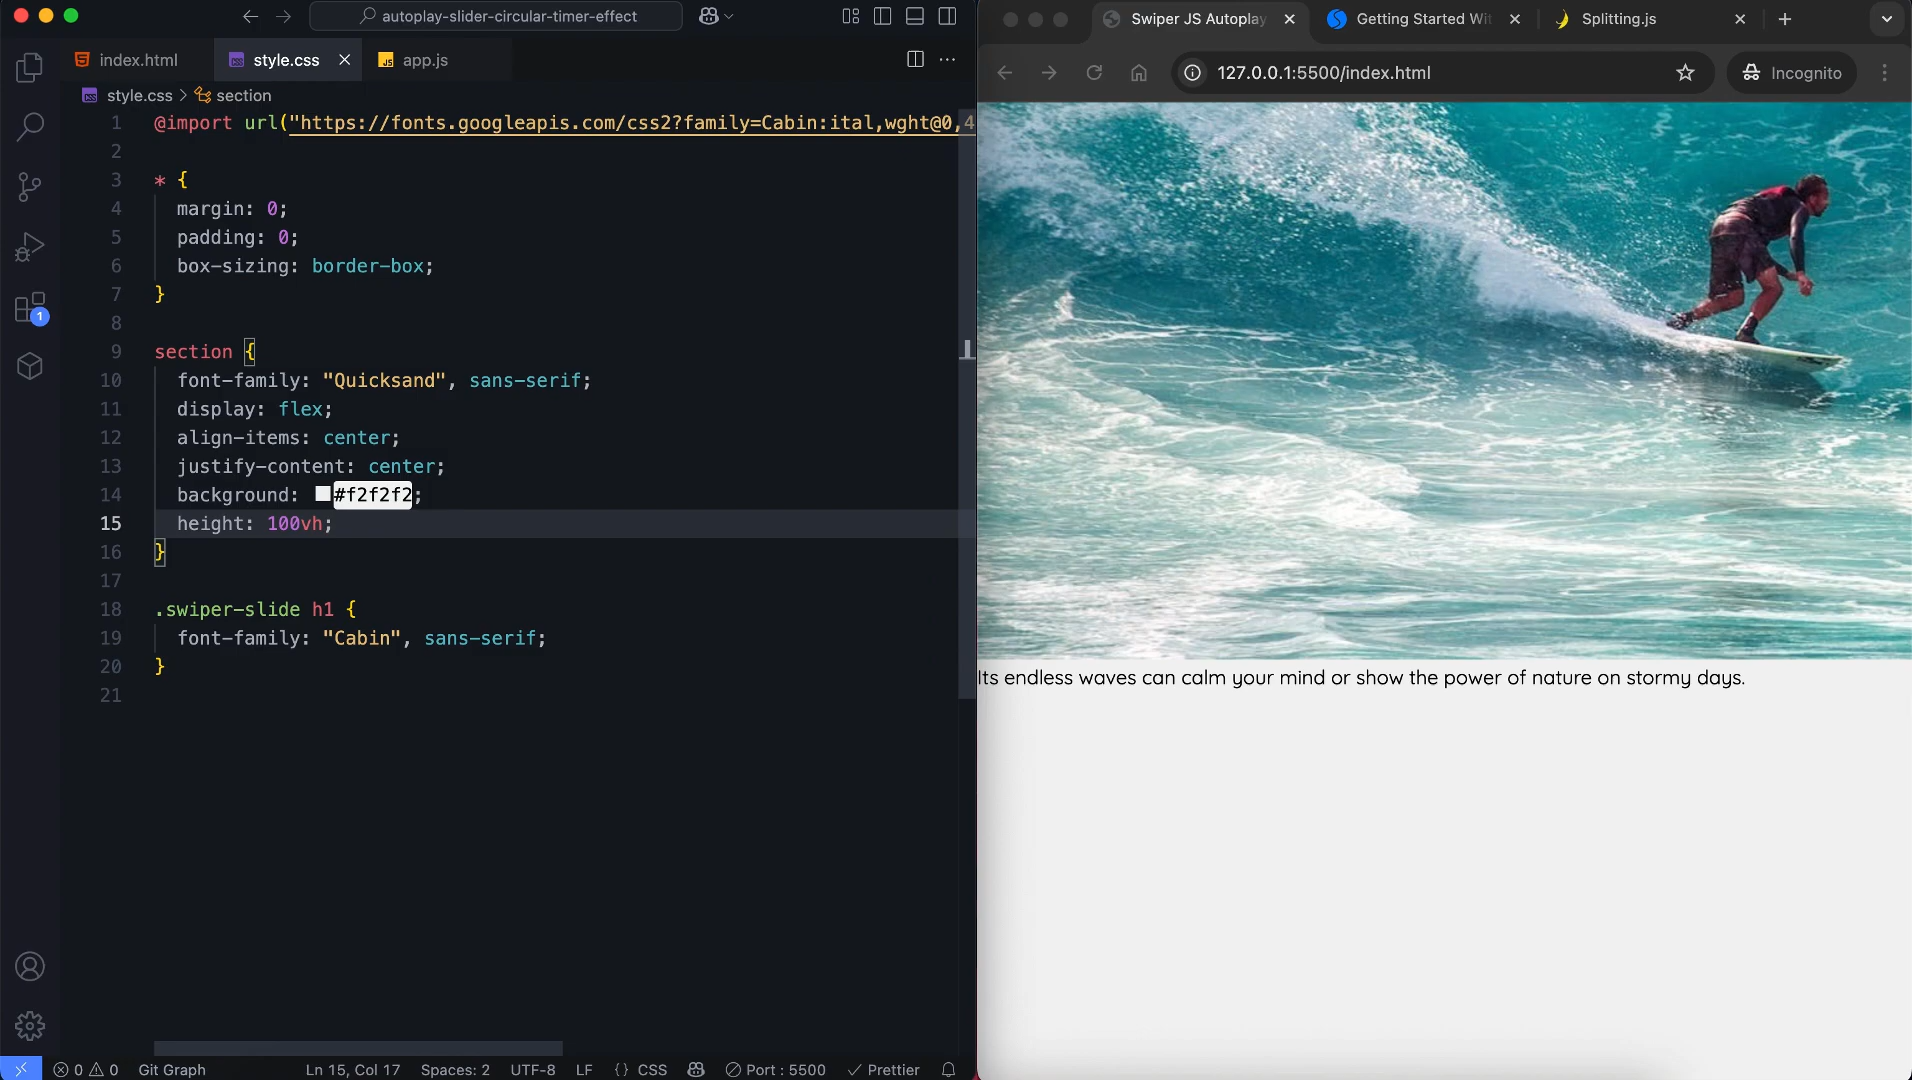 autoplay-slider-circular-timer-effect
index.html
style.css
app.js
style.css > section
1 @import url("https://fonts.googleapis.com/css2?family=Cabin:ital,wght@0,4
2
3 * {
4 margin: 0;
5 padding: 0;
6 box-sizing: border-box;
7 }
8
9 section {
10 font-family: "Quicksand", sans-serif;
11 display: flex;
12 align-items: center;
13 justify-content: center;
14 background: #f2f2f2;
15 height: 100vh;
16 }
17
18 .swiper-slide h1 {
19 font-family: "Cabin", sans-serif;
20 }
21
1
0 0 Git Graph Ln 15, Col 17 Spaces: 2 UTF-8 LF {} CSS Port : 5500 Prettier
Swiper JS Autoplay
Getting Started Wit
Splitting.js
127.0.0.1:5500/index.html
Incognito
Its endless waves can calm your mind or show the power of nature on stormy days.